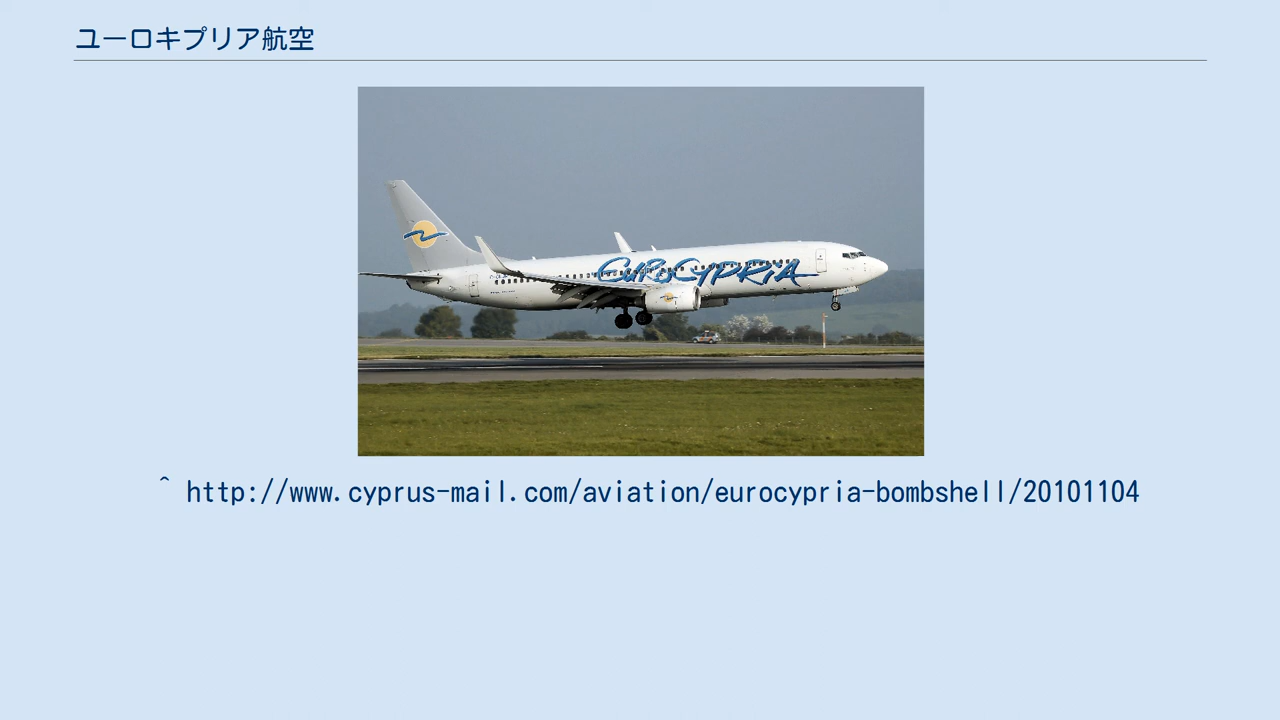 ユーロキプリア航空
EUROCYPRIA
^ http://www.cyprus-mail.com/aviation/eurocypria-bombshell/20101104